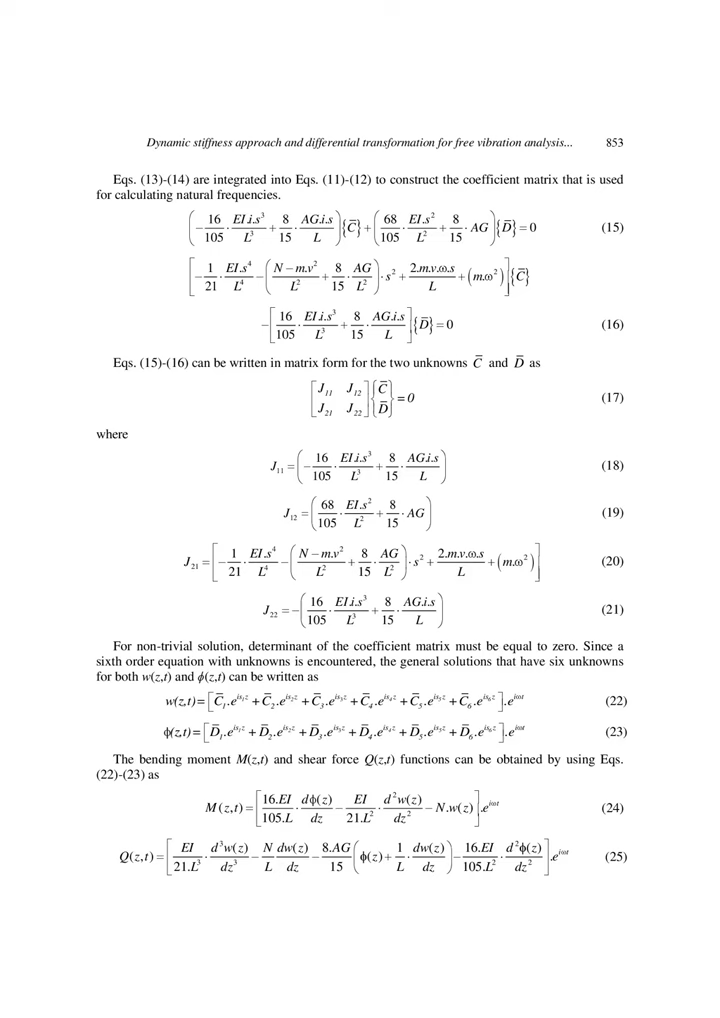 Dynamic stiffness approach and differential transformation for free vibration analysis... 853
Eqs. (13)-(14) are integrated into Eqs. (11)-(12) to construct the coefficient matrix that is used
for calculating natural frequencies.
(−16/105 · EI.i.s³/L³ + 8/15 · AG.i.s/L){C̅} + (68/105 · EI.s²/L² + 8/15 · AG){D̅} = 0 (15)
[−1/21 · EI.s⁴/L⁴ − (N − m.v²/L² + 8/15 · AG/L²) · s² + 2.m.v.ω.s/L + (m.ω²)]{C̅}
−[16/105 · EI.i.s³/L³ + 8/15 · AG.i.s/L]{D̅} = 0 (16)
Eqs. (15)-(16) can be written in matrix form for the two unknowns C̅ and D̅ as
[J₁₁ J₁₂; J₂₁ J₂₂]{C̅; D̅} = 0 (17)
where
J₁₁ = (−16/105 · EI.i.s³/L³ + 8/15 · AG.i.s/L) (18)
J₁₂ = (68/105 · EI.s²/L² + 8/15 · AG) (19)
J₂₁ = [−1/21 · EI.s⁴/L⁴ − (N − m.v²/L² + 8/15 · AG/L²) · s² + 2.m.v.ω.s/L + (m.ω²)] (20)
J₂₂ = −(16/105 · EI.i.s³/L³ + 8/15 · AG.i.s/L) (21)
For non-trivial solution, determinant of the coefficient matrix must be equal to zero. Since a
sixth order equation with unknowns is encountered, the general solutions that have six unknowns
for both w(z,t) and ϕ(z,t) can be written as
w(z,t) = [C̅₁.e^{is₁z} + C̅₂.e^{is₂z} + C̅₃.e^{is₃z} + C̅₄.e^{is₄z} + C̅₅.e^{is₅z} + C̅₆.e^{is₆z}].e^{iωt} (22)
ϕ(z,t) = [D̅₁.e^{is₁z} + D̅₂.e^{is₂z} + D̅₃.e^{is₃z} + D̅₄.e^{is₄z} + D̅₅.e^{is₅z} + D̅₆.e^{is₆z}].e^{iωt} (23)
The bending moment M(z,t) and shear force Q(z,t) functions can be obtained by using Eqs.
(22)-(23) as
M(z,t) = [16.EI/105.L · dϕ(z)/dz − EI/21.L² · d²w(z)/dz² − N.w(z)].e^{iωt} (24)
Q(z,t) = [EI/21.L³ · d³w(z)/dz³ − N/L dw(z)/dz − 8.AG/15 (ϕ(z) + 1/L · dw(z)/dz) − 16.EI/105.L² · d²ϕ(z)/dz²].e^{iωt} (25)